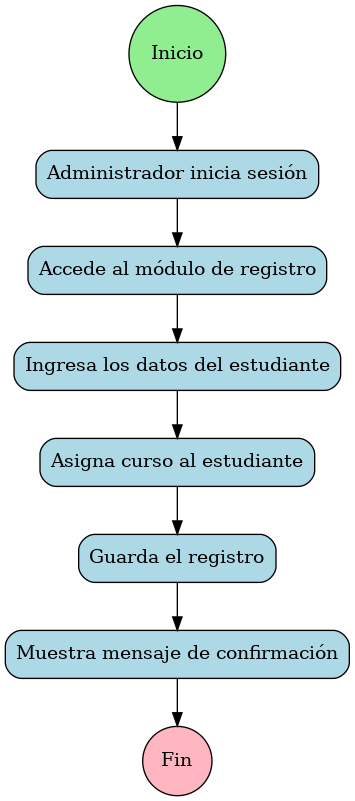 Inicio
Administrador inicia sesión
Accede al módulo de registro
Ingresa los datos del estudiante
Asigna curso al estudiante
Guarda el registro
Muestra mensaje de confirmación
Fin